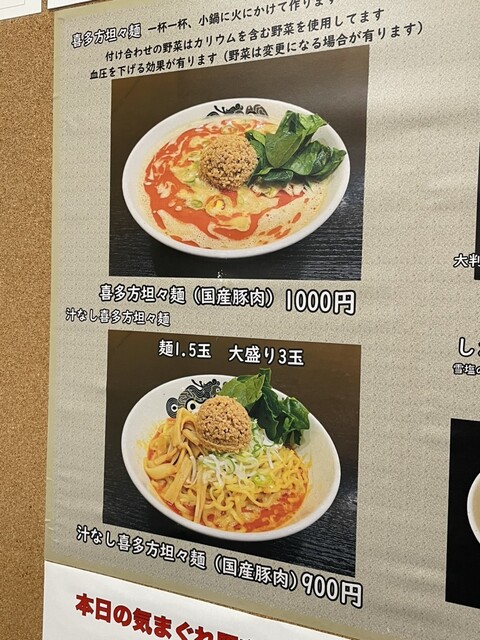 喜多方坦々麺 一杯一杯、小鍋に火にかけて作ります
付け合わせの野菜はカリウムを含む野菜を使用してます
血圧を下げる効果が有ります（野菜は変更になる場合が有ります）
喜多方坦々麺（国産豚肉） 1000円
汁なし喜多方坦々麺
麺1.5玉 大盛り3玉
汁なし喜多方坦々麺（国産豚肉）900円
大判
雪塩の
本日の気まぐれ